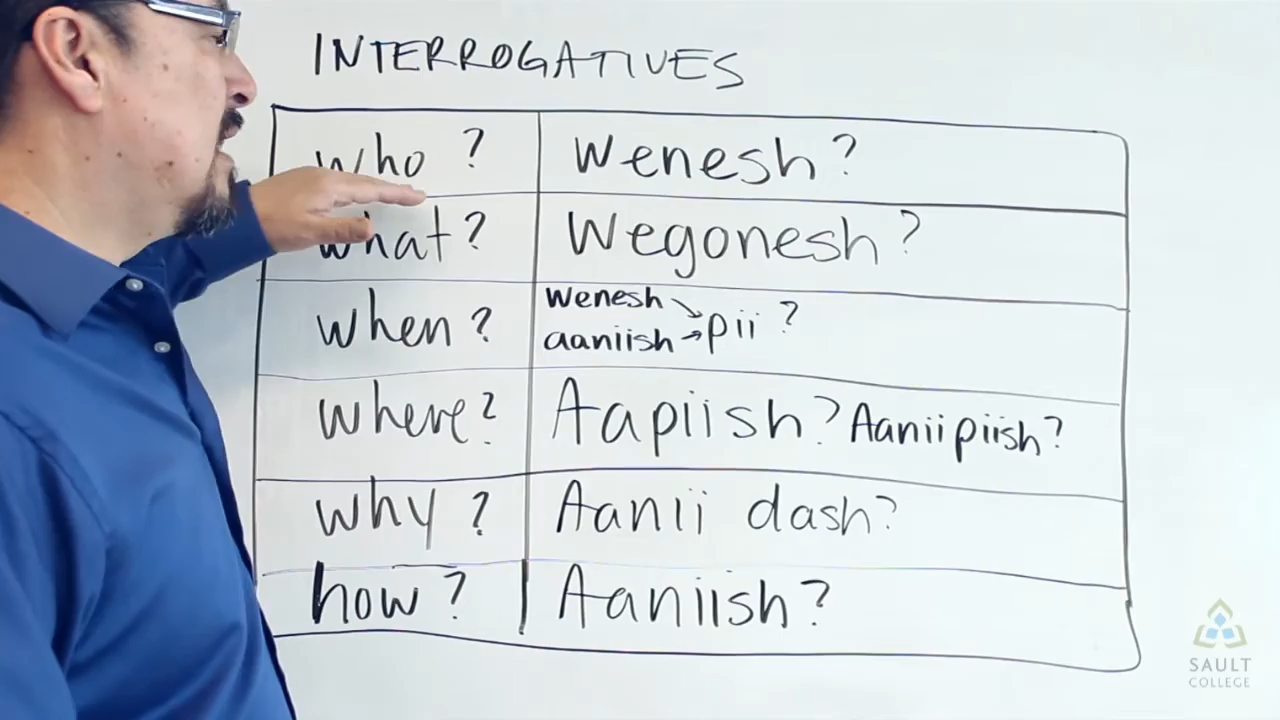 INTERROGATIVES
who ? Wenesh ?
what ? Wegonesh ?
when ? wenesh
aaniish pii ?
where ? Aapiish ? Aaniipiish ?
why ? Aanii dash ?
how ? Aaniish ?
SAULT
COLLEGE